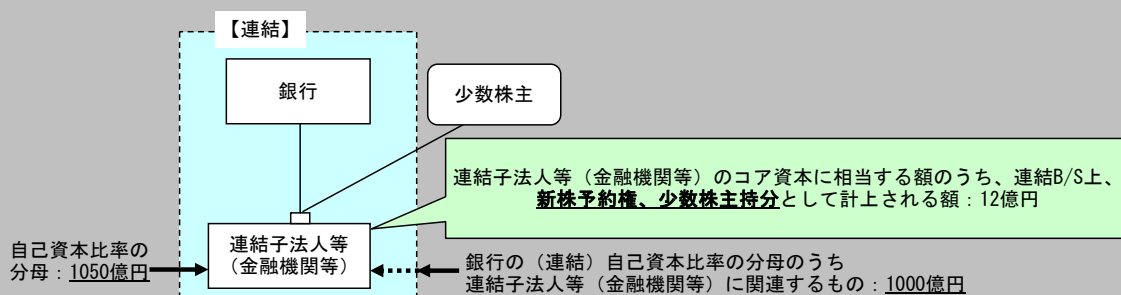 【連結】
銀行
少数株主
連結子法人等（金融機関等）のコア資本に相当する額のうち、連結B/S上、
新株予約権、少数株主持分として計上される額：12億円
連結子法人等
（金融機関等）
自己資本比率の
分母：1050億円
銀行の（連結）自己資本比率の分母のうち
連結子法人等（金融機関等）に関連するもの：1000億円